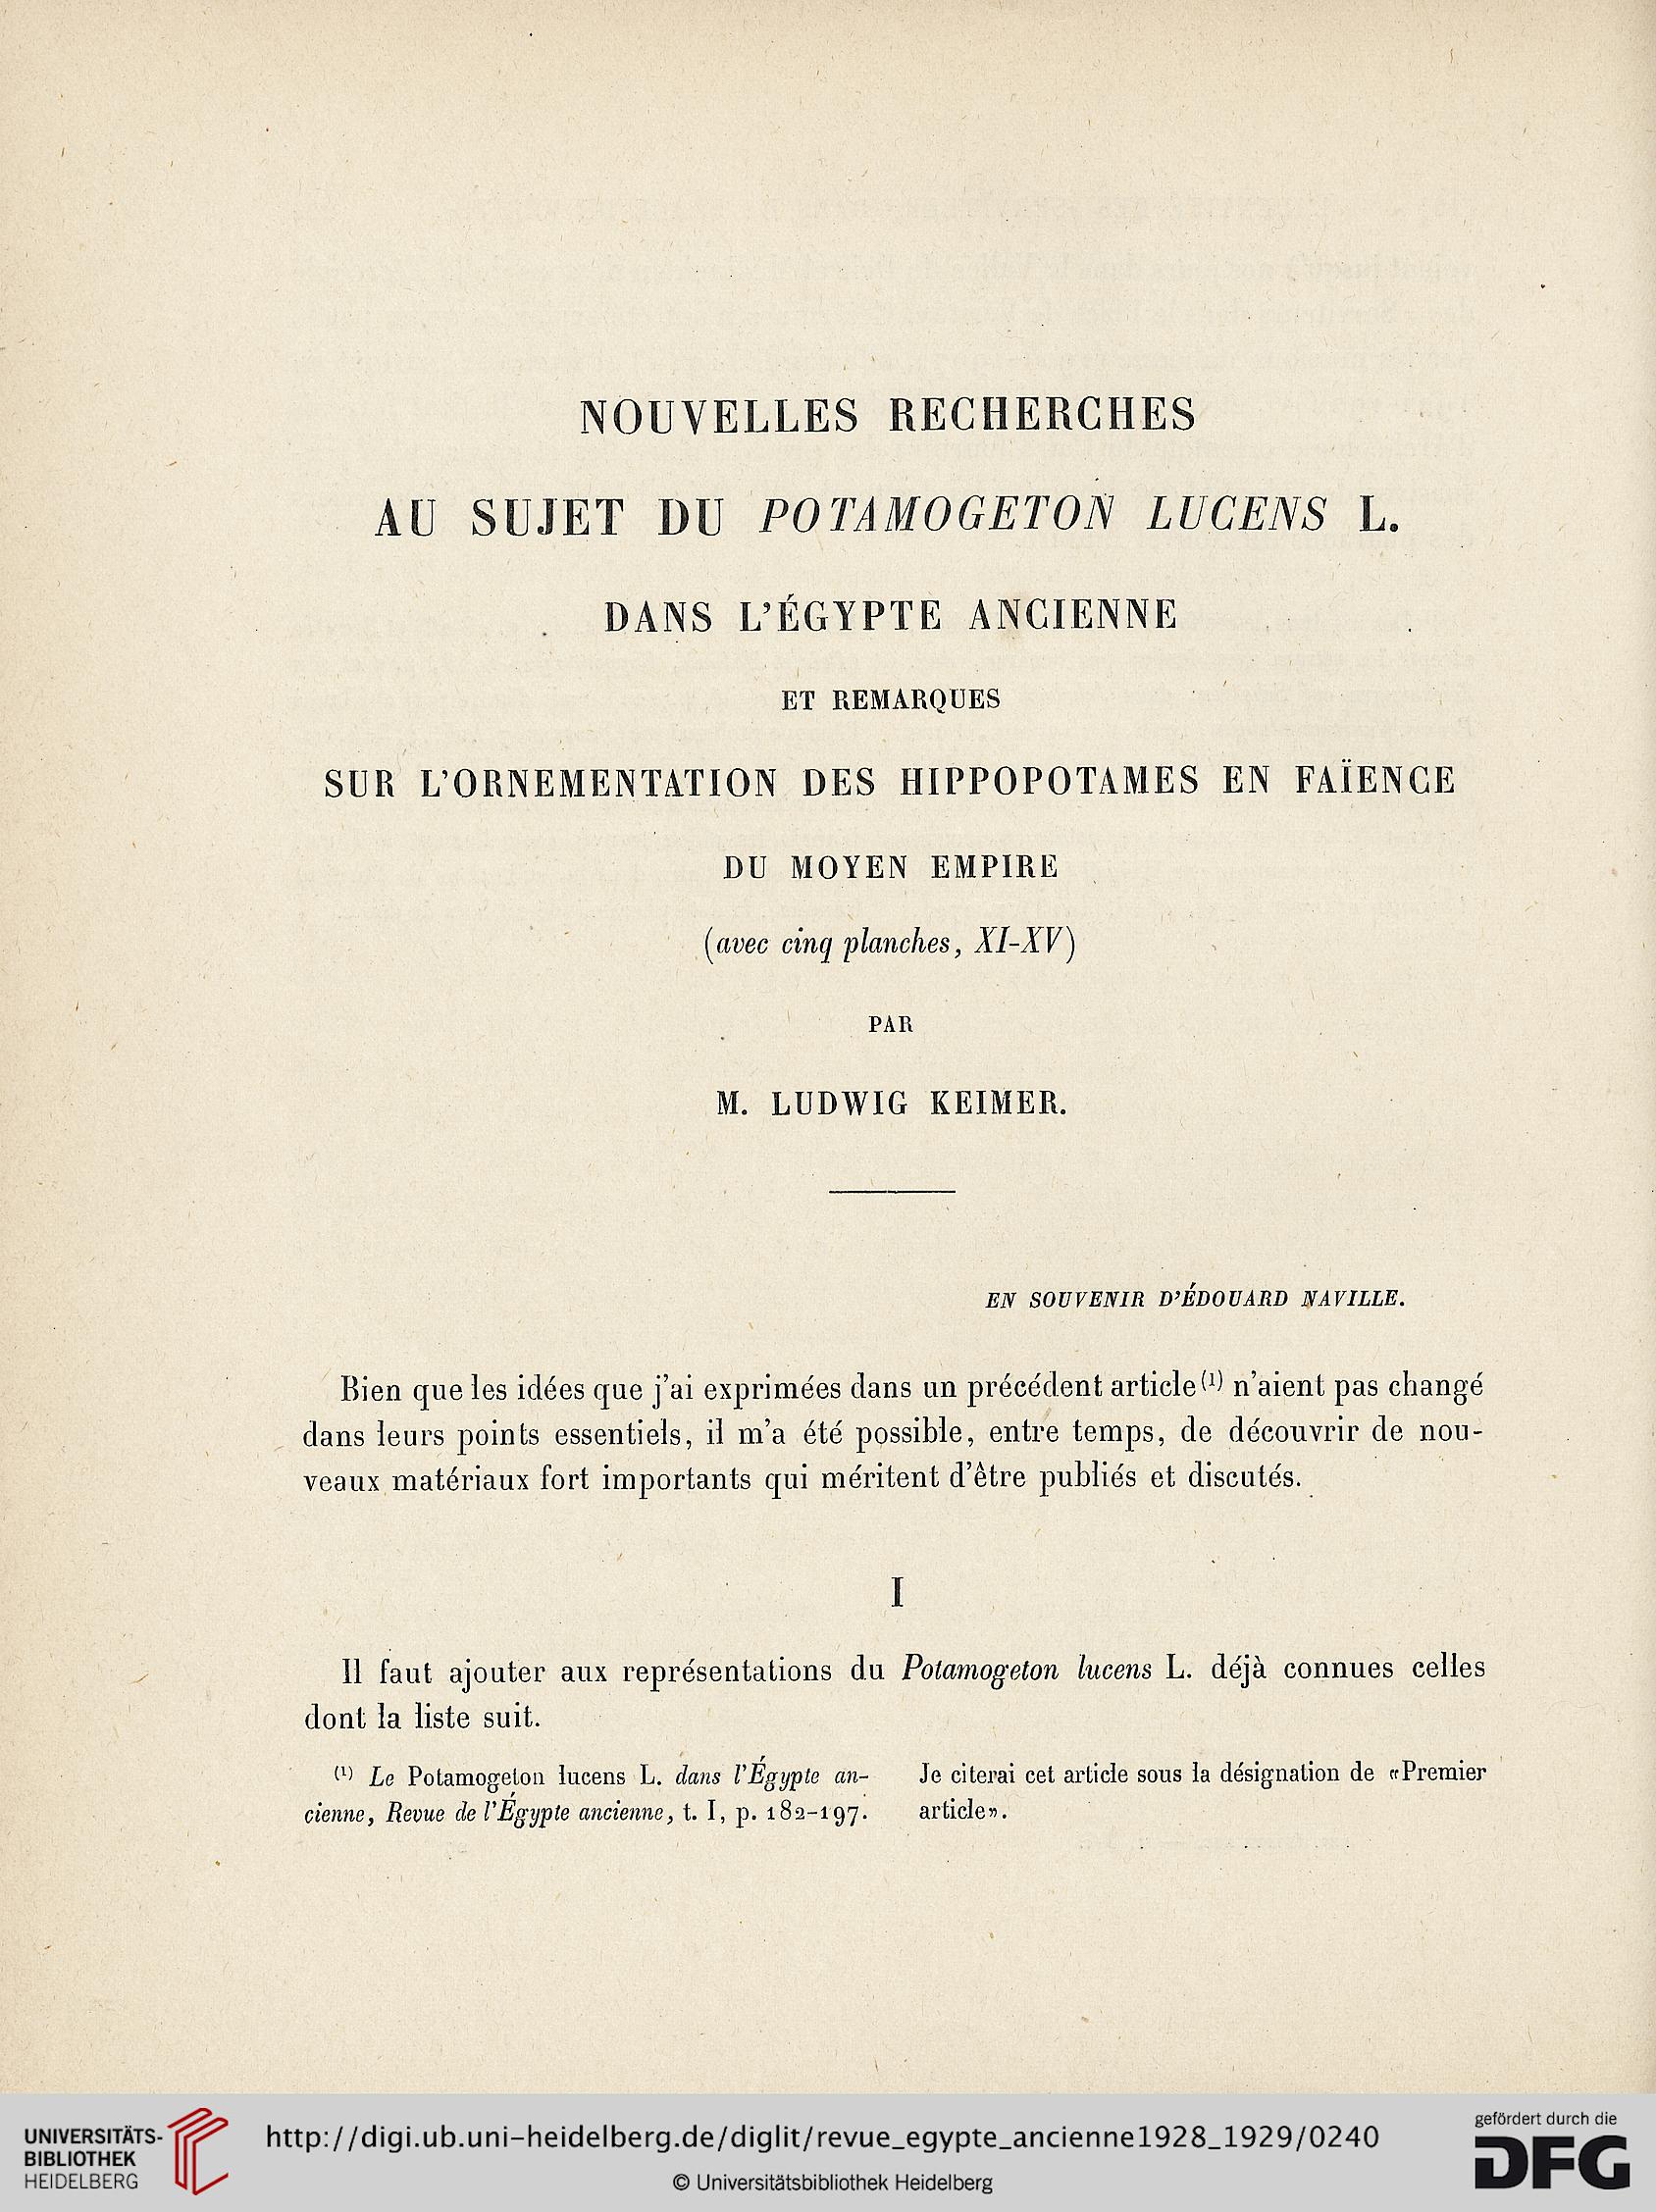 NOUVELLES RECHERCHES
AU SUJET DU POTAMOGETON LUCENS L.
DANS L'ÉGYPTE ANCIENNE
ET REMARQUES
SUR L'ORNEMENTATION DES HIPPOPOTAMES EN FAÏENCE
DU MOYEN EMPIRE
(avec cinq planches, XI-XV)
PAR
M. LUDWIG KEIMER.
EN SOUVENIR D'ÉDOUARD NAVILLE.
Bien que les idées que j'ai exprimées dans un précédent article(1) n'aient pas changé
dans leurs points essentiels, il m'a été possible, entre temps, de découvrir de nou-
veaux matériaux fort importants qui méritent d'être publiés et discutés.
I
Il faut ajouter aux représentations du Potamogeton lucens L. déjà connues celles
dont la liste suit.
(1) Le Potamogeton lucens L. dans l'Égypte an-
cienne, Revue de l'Égypte ancienne, t. I, p. 182-197.
Je citerai cet article sous la désignation de «Premier
article».
UNIVERSITÄTS-
BIBLIOTHEK
HEIDELBERG
http://digi.ub.uni-heidelberg.de/diglit/revue_egypte_ancienne1928_1929/0240
© Universitätsbibliothek Heidelberg
gefördert durch die
DFG